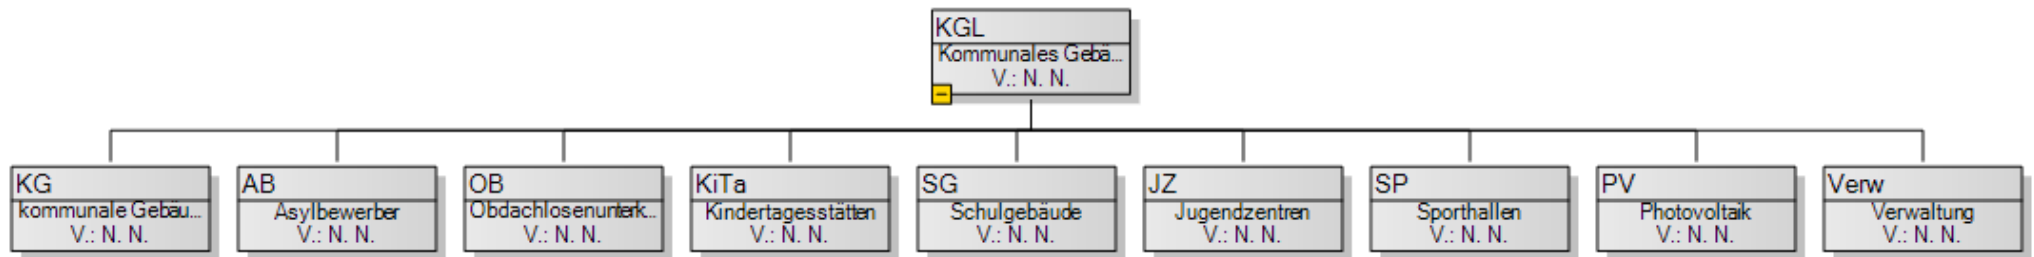 KGL
Kommunales Gebä...
V.: N. N.
KG
kommunale Gebäu...
V.: N. N.
AB
Asylbewerber
V.: N. N.
OB
Obdachlosenunterk...
V.: N. N.
KiTa
Kindertagesstätten
V.: N. N.
SG
Schulgebäude
V.: N. N.
JZ
Jugendzentren
V.: N. N.
SP
Sporthallen
V.: N. N.
PV
Photovoltaik
V.: N. N.
Verw
Verwaltung
V.: N. N.